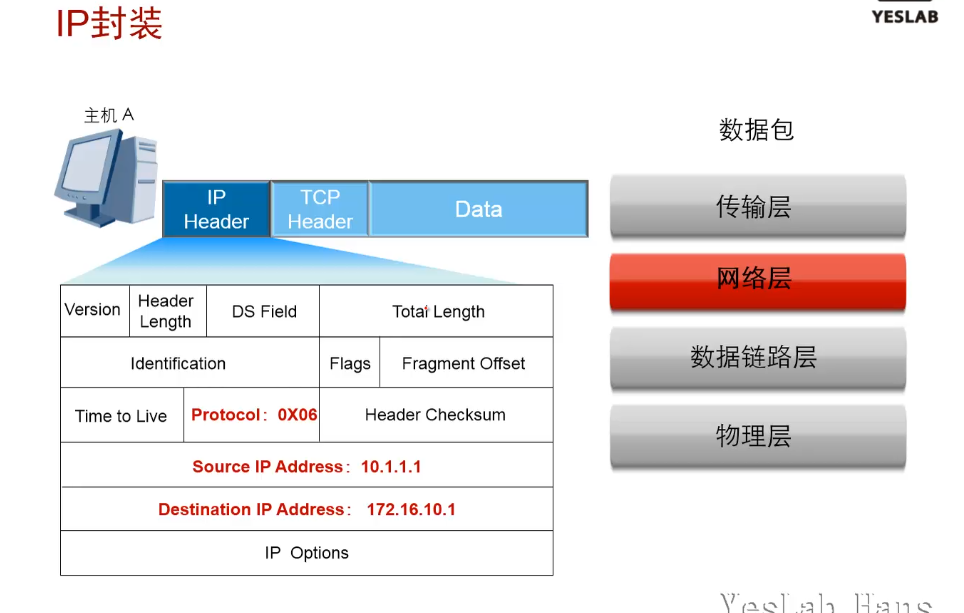 IP封装
YESLAB
主机 A
数据包
IP
Header
TCP
Header
Data
传输层
网络层
数据链路层
物理层
Version
Header
Length
DS Field
Total Length
Identification
Flags
Fragment Offset
Time to Live
Protocol: 0X06
Header Checksum
Source IP Address: 10.1.1.1
Destination IP Address: 172.16.10.1
IP Options
YesLab Hans